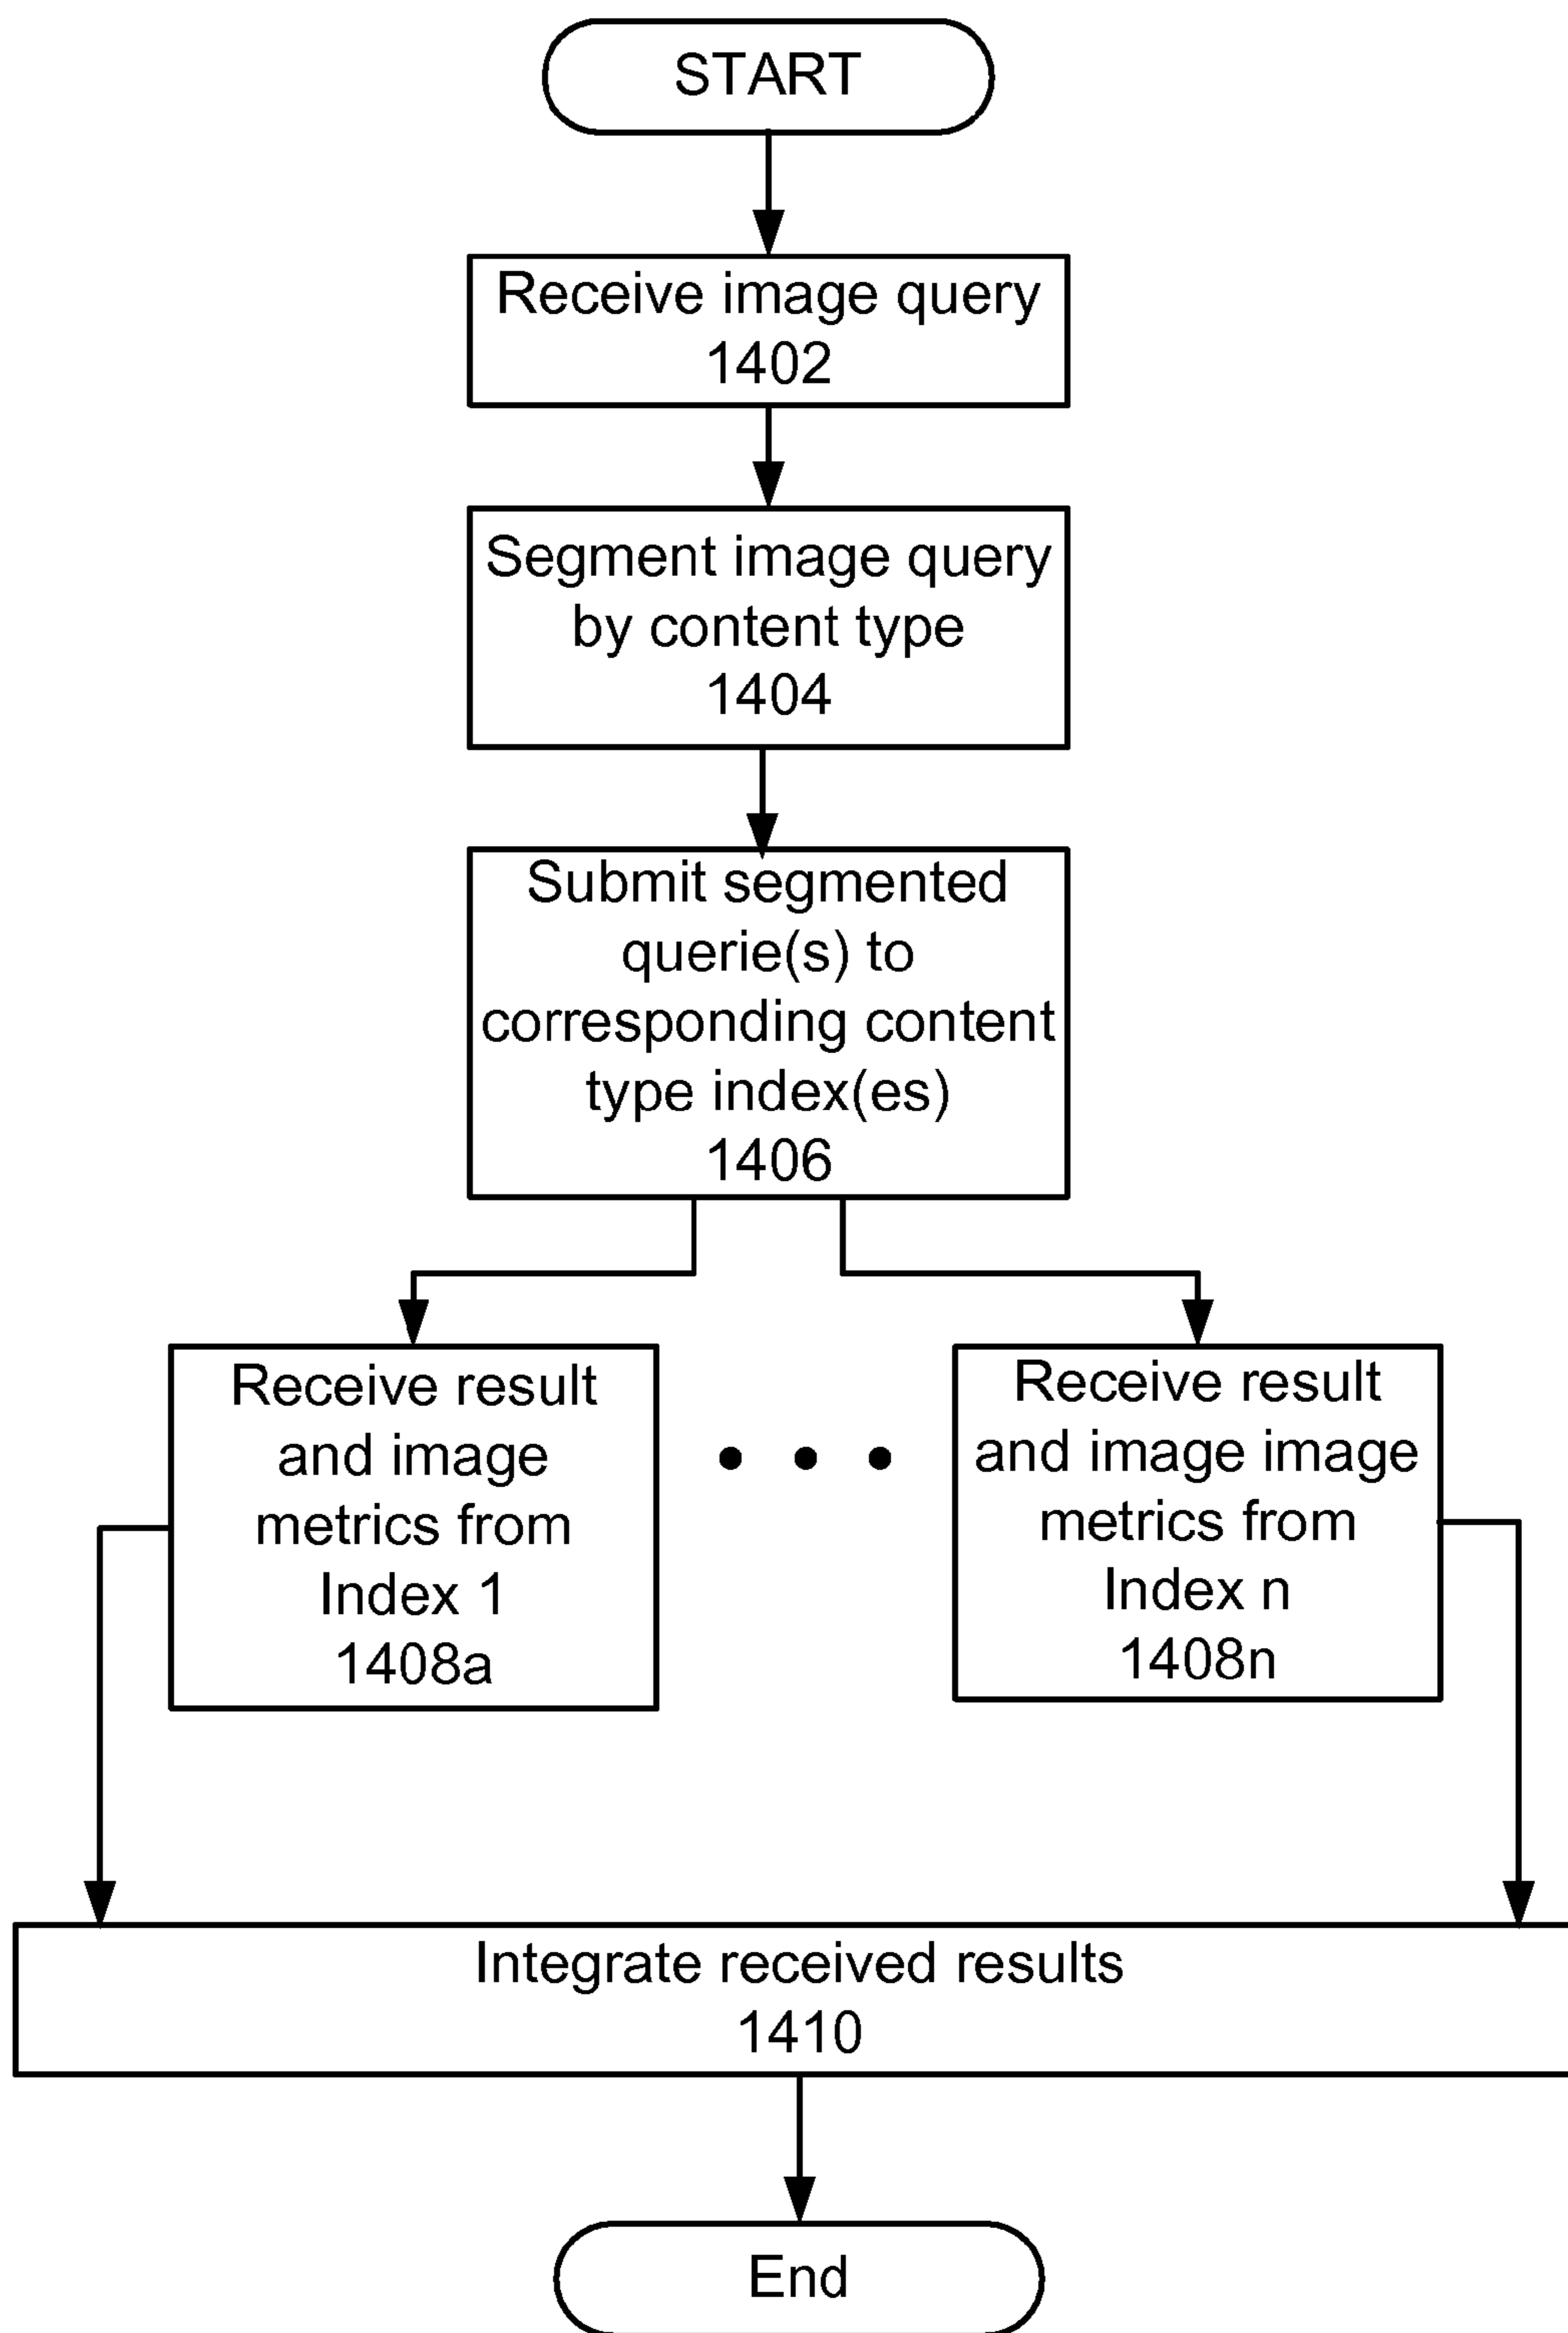 START
Receive image query
1402
Segment image query
by content type
1404
Submit segmented
querie(s) to
corresponding content
type index(es)
1406
Receive result
and image
metrics from
Index 1
1408a
Receive result
and image image
metrics from
Index n
1408n
Integrate received results
1410
End